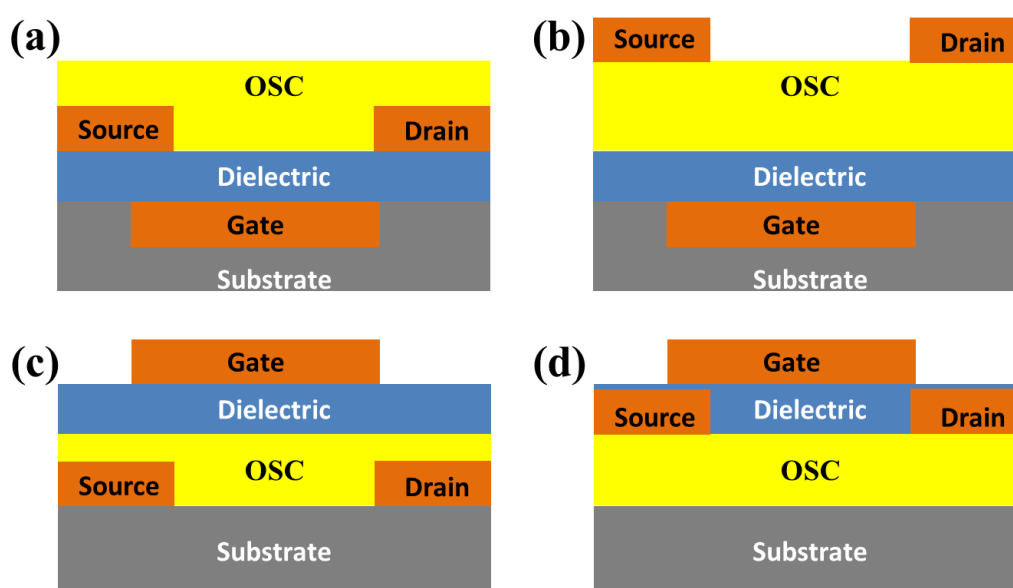 (a)
OSC
Source
Drain
Dielectric
Gate
Substrate
(b)
Source
Drain
OSC
Dielectric
Gate
Substrate
(c)
Gate
Dielectric
OSC
Source
Drain
Substrate
(d)
Gate
Source
Dielectric
Drain
OSC
Substrate